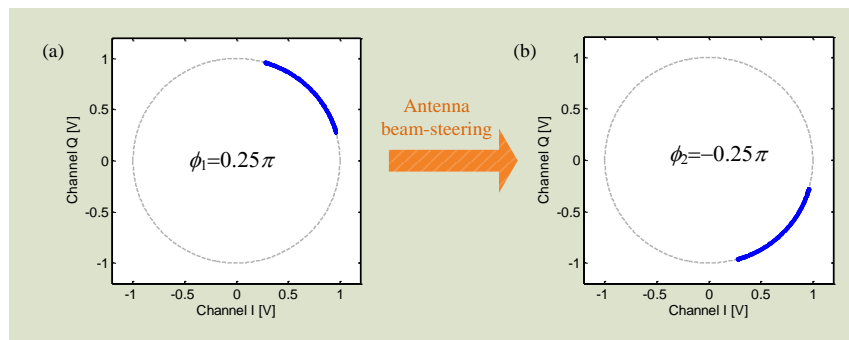 (a)
Channel Q [V]
1
0.5
0
-0.5
-1
ϕ₁=0.25π
-1 -0.5 0 0.5 1
Channel I [V]
Antenna
beam-steering
(b)
Channel Q [V]
1
0.5
0
-0.5
-1
ϕ₂=−0.25π
-1 -0.5 0 0.5 1
Channel I [V]